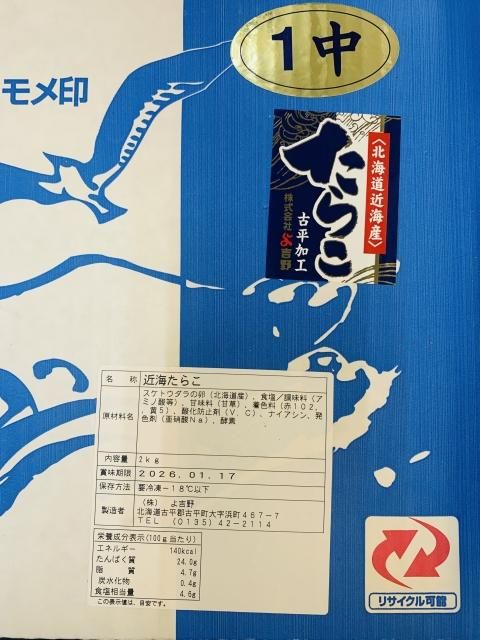 1中
モメ印
〈北海道近海産〉
たらこ
古平加工
株式会社 よ吉野
名 称 近海たらこ
原材料名 スケトウダラの卵(北海道産)、食塩/調味料(ア
ミノ酸等)、甘味料(甘草)、着色料(赤102,
,黄5)、酸化防止剤(V.C)、ナイアシン、発
色剤(亜硝酸Na)、酵素
内容量 2kg
賞味期限 2026.01.17
保存方法 要冷凍-18℃以下
製造者 (株) よ吉野
北海道古平郡古平町大字浜町467-7
TEL (0135)42-2114
栄養成分表示(100g当たり)
エネルギー 140kcal
たんぱく質 24.0g
脂 質 4.7g
炭水化物 0.4g
食塩相当量 4.6g
この表示値は、目安です。
リサイクル可能